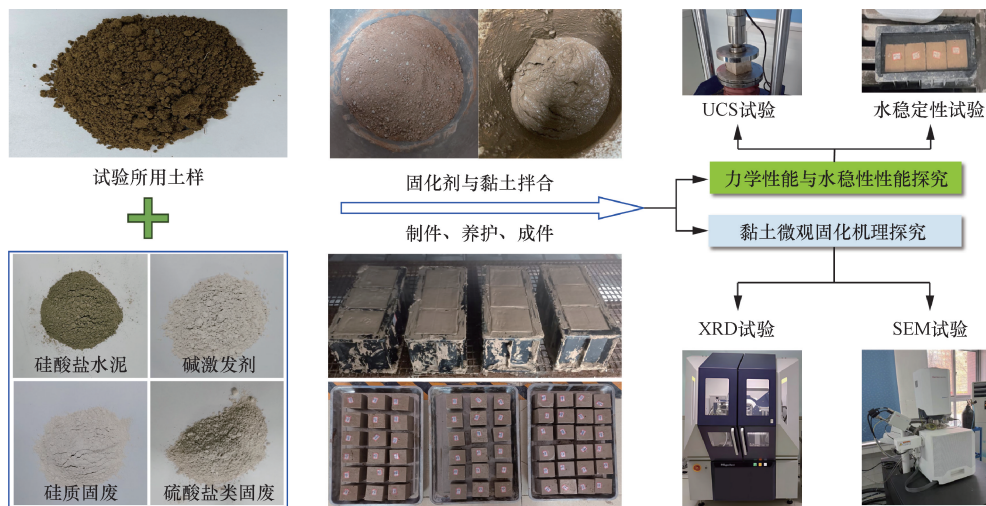 试验所用土样
硅酸盐水泥
碱激发剂
硅质固废
硫酸盐类固废
固化剂与黏土拌合
制件、养护、成件
UCS试验
水稳定性试验
力学性能与水稳性性能探究
黏土微观固化机理探究
XRD试验
SEM试验